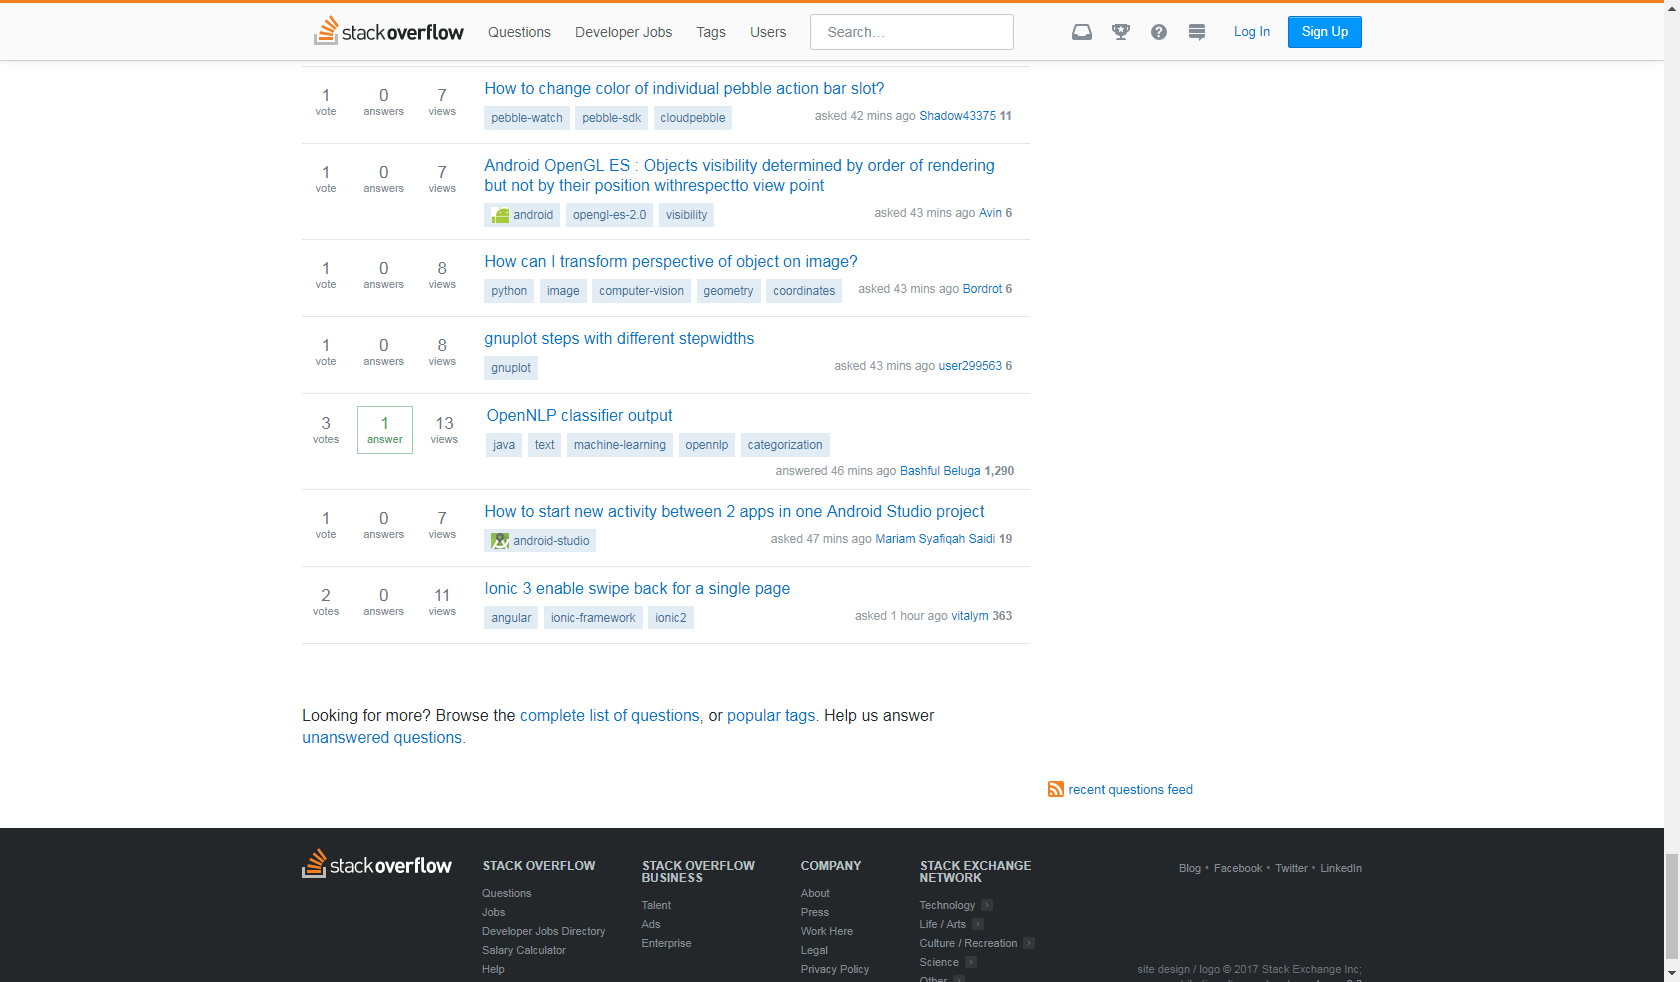 stackoverflow Questions Developer Jobs Tags Users Search... Log In Sign Up
1 0 7 How to change color of individual pebble action bar slot?
vote answers views
pebble-watch pebble-sdk cloudpebble asked 42 mins ago Shadow43375 11
1 0 7 Android OpenGL ES : Objects visibility determined by order of rendering
vote answers views but not by their position withrespectto view point
android opengl-es-2.0 visibility asked 43 mins ago Avin 6
1 0 8 How can I transform perspective of object on image?
vote answers views
python image computer-vision geometry coordinates asked 43 mins ago Bordrot 6
1 0 8 gnuplot steps with different stepwidths
vote answers views
gnuplot asked 43 mins ago user299563 6
3 1 13 OpenNLP classifier output
votes answer views
java text machine-learning opennlp categorization
answered 46 mins ago Bashful Beluga 1,290
1 0 7 How to start new activity between 2 apps in one Android Studio project
vote answers views
android-studio asked 47 mins ago Mariam Syafiqah Saidi 19
2 0 11 Ionic 3 enable swipe back for a single page
votes answers views
angular ionic-framework ionic2 asked 1 hour ago vitalym 363
Looking for more? Browse the complete list of questions, or popular tags. Help us answer
unanswered questions.
recent questions feed
stackoverflow
STACK OVERFLOW
Questions
Jobs
Developer Jobs Directory
Salary Calculator
Help
STACK OVERFLOW
BUSINESS
Talent
Ads
Enterprise
COMPANY
About
Press
Work Here
Legal
Privacy Policy
STACK EXCHANGE
NETWORK
Technology
Life / Arts
Culture / Recreation
Science
Other
Blog • Facebook • Twitter • LinkedIn
site design / logo © 2017 Stack Exchange Inc;